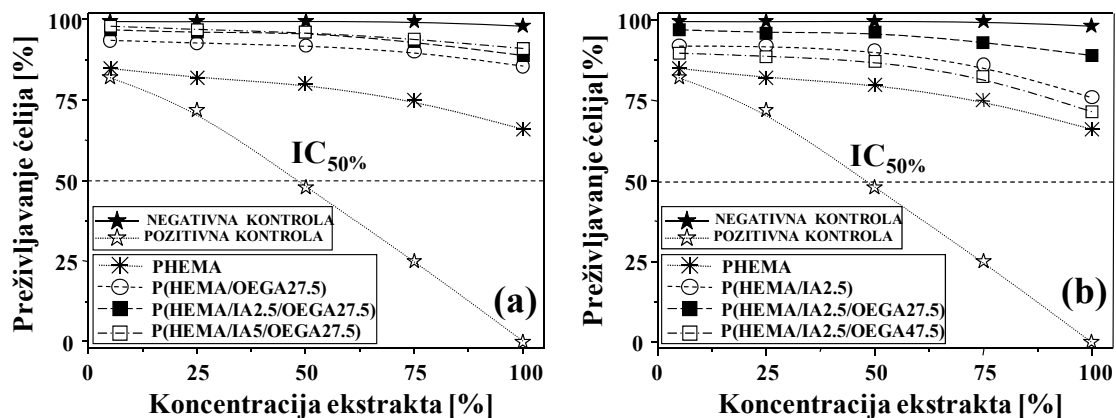 Preživljavanje ćelija [%]
100
75
50
25
0
IC50%
NEGATIVNA KONTROLA
POZITIVNA KONTROLA
PHEMA
P(HEMA/OEGA27.5)
P(HEMA/IA2.5/OEGA27.5)
P(HEMA/IA5/OEGA27.5)
(a)
0 25 50 75 100
Koncentracija ekstrakta [%]
Preživljavanje ćelija[%]
100
75
50
25
0
IC50%
NEGATIVNA KONTROLA
POZITIVNA KONTROLA
PHEMA
P(HEMA/IA2.5)
P(HEMA/IA2.5/OEGA27.5)
P(HEMA/IA2.5/OEGA47.5)
(b)
0 25 50 75 100
Koncentracija ekstrakta [%]